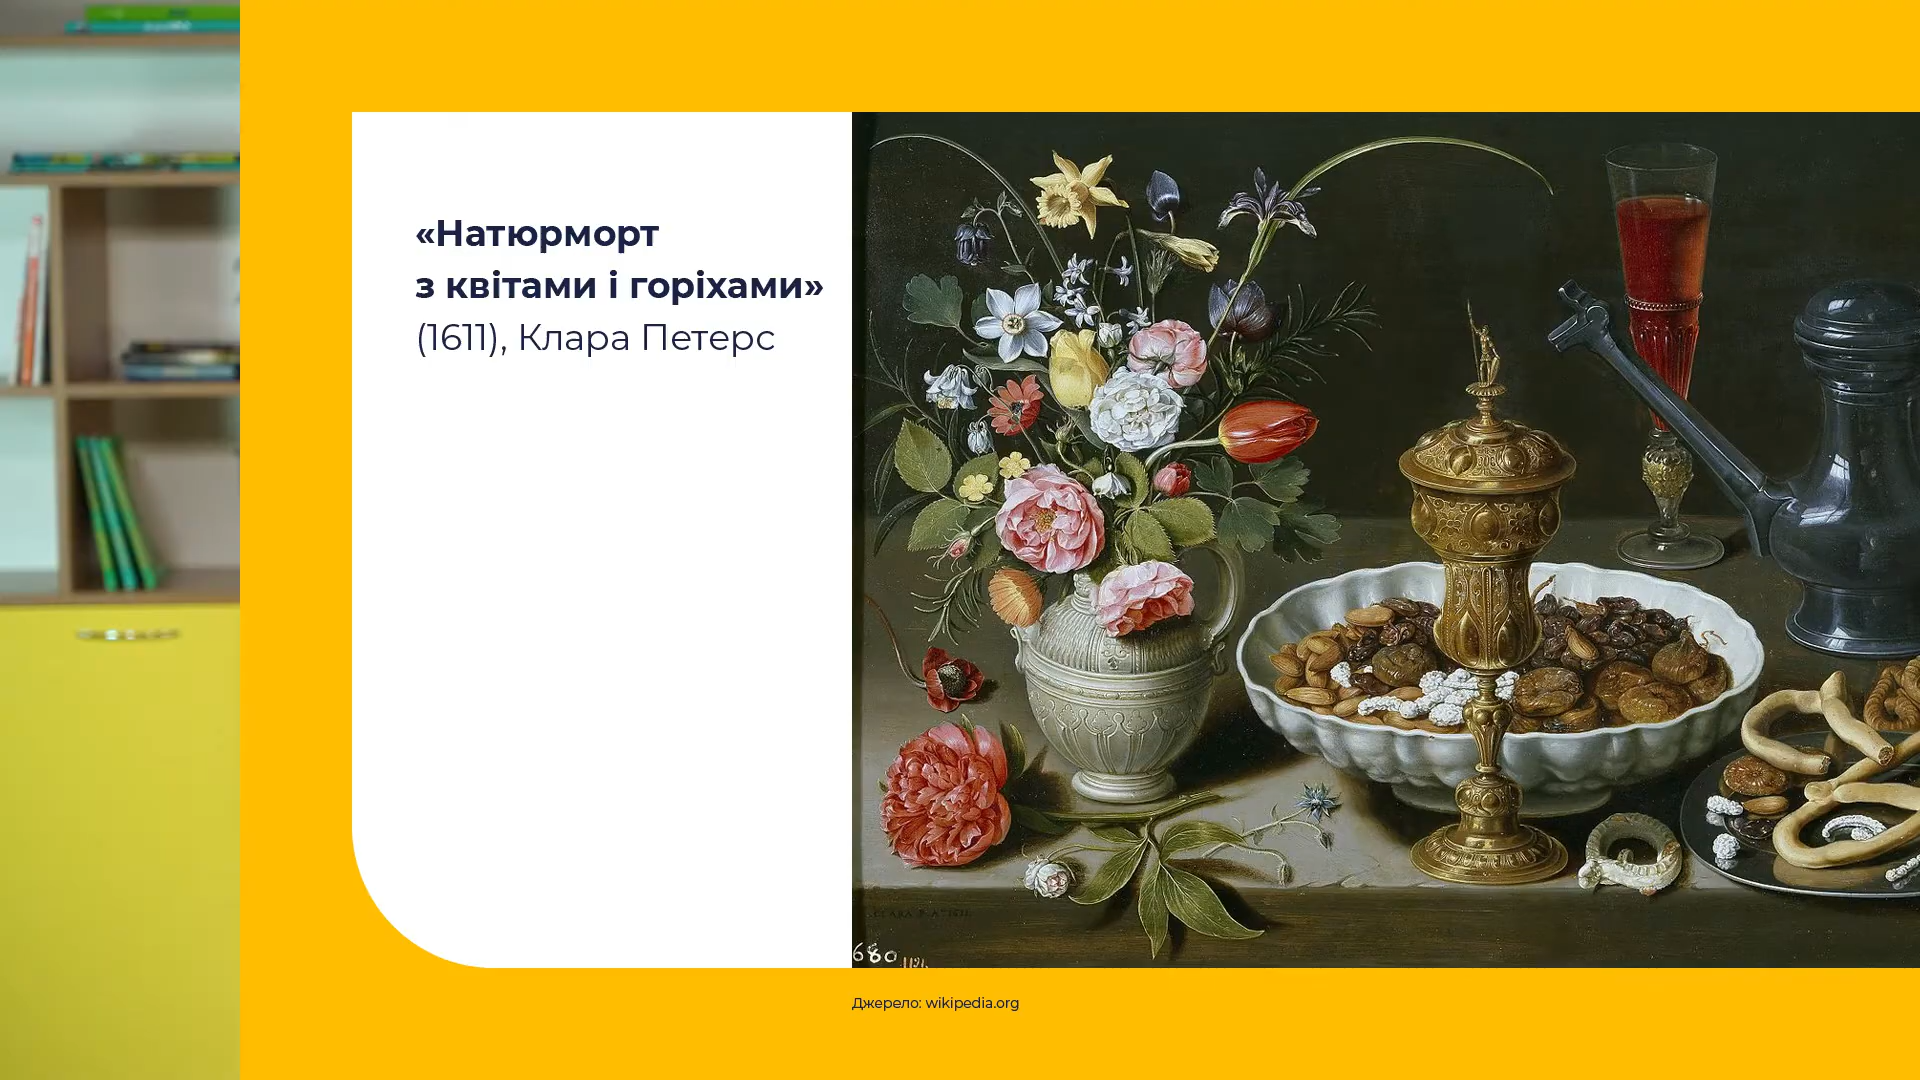 «Натюрморт
з квітами і горіхами»
(1611), Клара Петерс
680
Джерело: wikipedia.org